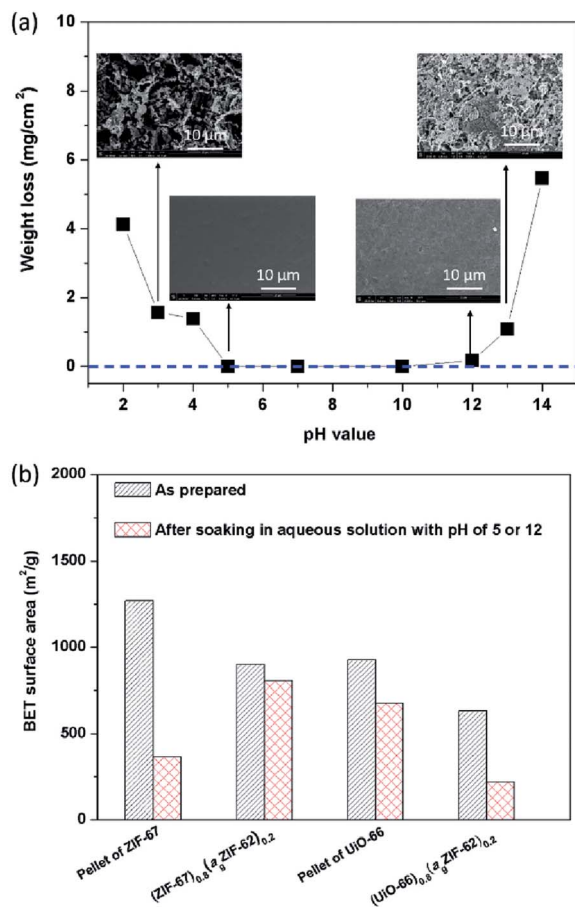 (a)
10
8
6
4
2
0
Weight loss (mg/cm²)
10 µm
10 µm
10 µm
10 µm
2 4 6 8 10 12 14
pH value
(b)
2000
1500
1000
500
0
BET surface area (m²/g)
As prepared
After soaking in aqueous solution with pH of 5 or 12
Pellet of ZIF-67
(ZIF-67)0.8(agZIF-62)0.2
Pellet of UiO-66
(UiO-66)0.8(agZIF-62)0.2